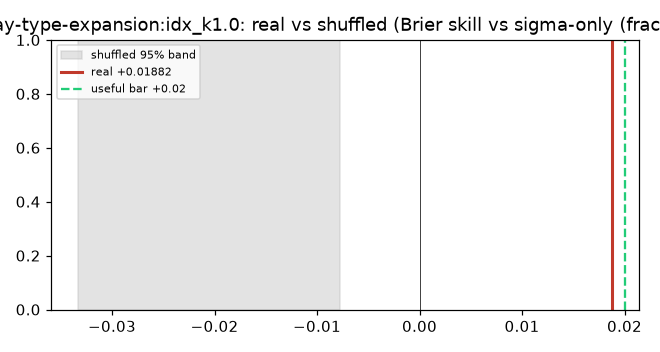 ay-type-expansion:idx_k1.0: real vs shuffled (Brier skill vs sigma-only (frac
shuffled 95% band
real +0.01882
useful bar +0.02
1.0
0.8
0.6
0.4
0.2
0.0
−0.03 −0.02 −0.01 0.00 0.01 0.02